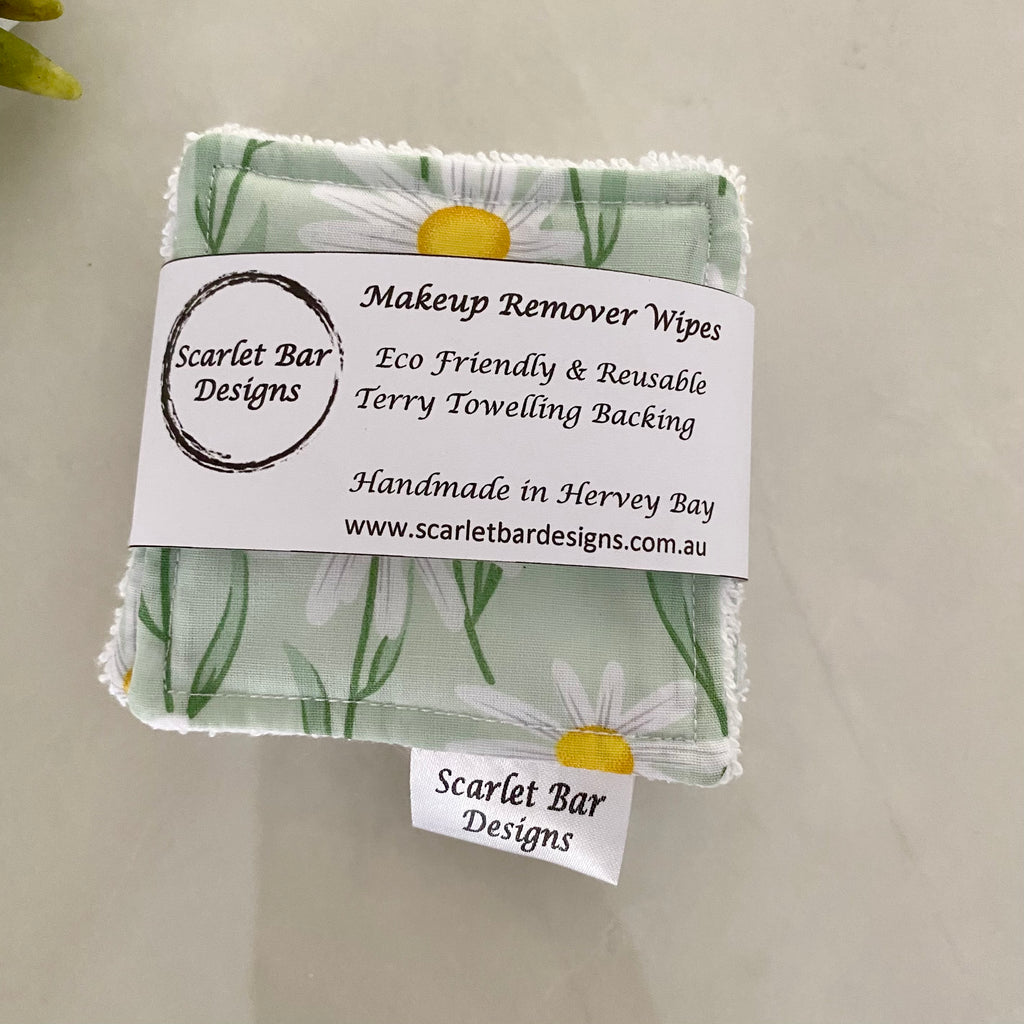 Scarlet Bar
Designs
Makeup Remover Wipes
Eco Friendly & Reusable
Terry Towelling Backing
Handmade in Hervey Bay
www.scarletbardesigns.com.au
Scarlet Bar
Designs